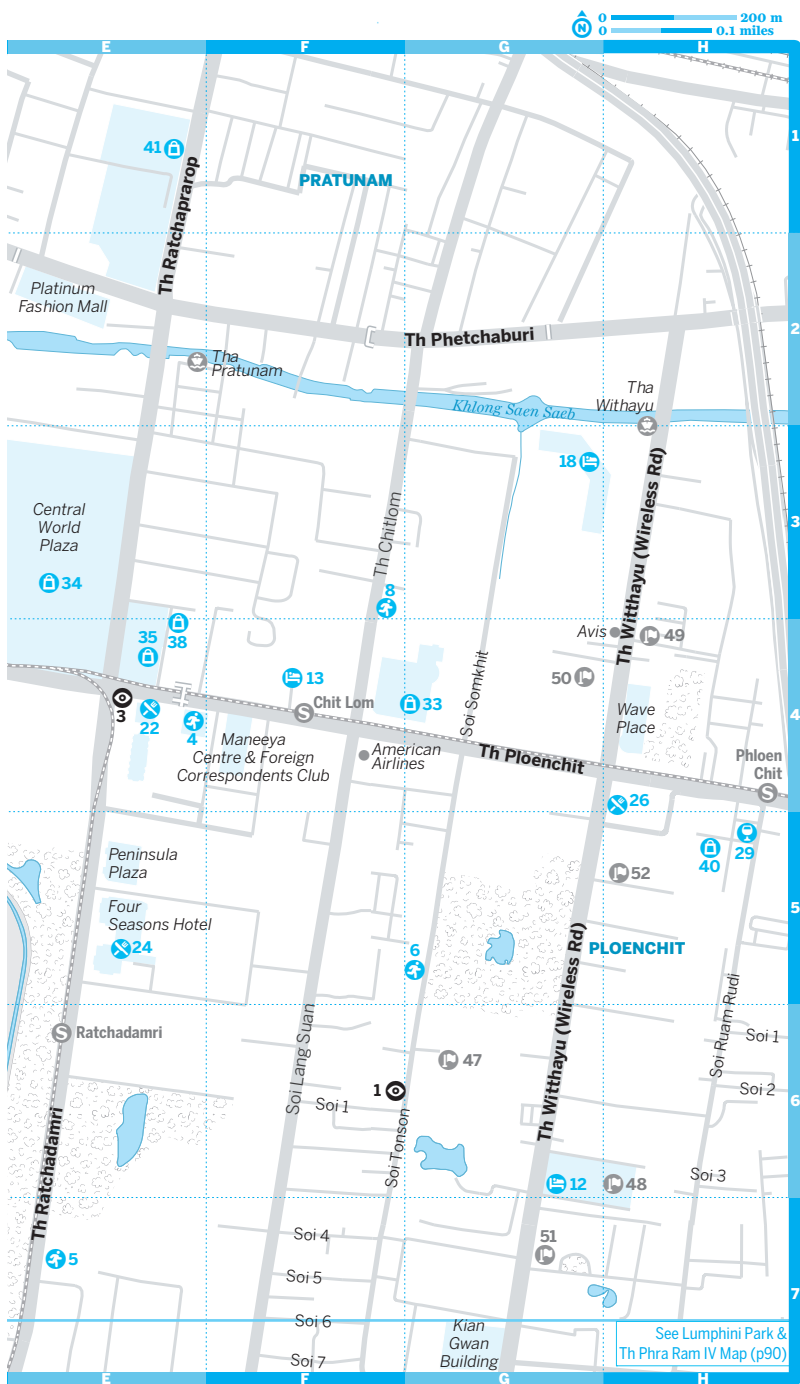 0 200 m
N
0 0.1 miles
E F G H
1
41
PRATUNAM
Th Ratchaprarop
Platinum
Fashion Mall
2
Th Phetchaburi
Tha
Pratunam
Khlong Saen Saeb
Tha
Withayu
18
Th Witthayu (Wireless Rd)
3
Central
World
Plaza
Th Chitlom
34
8
35
38
Avis
49
50
Soi Somkhit
13
Chit Lom
33
Wave
Place
4
3
22
4
Maneeya
Centre & Foreign
Correspondents Club
American
Airlines
Th Ploenchit
Phloen
Chit
S
S
26
29
40
Peninsula
Plaza
52
5
Four
Seasons Hotel
24
6
PLOENCHIT
Th Witthayu (Wireless Rd)
Soi Ruam Rudi
S
Ratchadamri
Soi Lang Suan
47
Soi 1
1
Soi 1
Soi 2
6
Soi Tonson
Th Ratchadamri
Soi 3
12
48
Soi 4
51
5
Soi 5
7
Soi 6
Soi 7
Kian
Gwan
Building
See Lumphini Park &
Th Phra Ram IV Map (p90)
E F G H